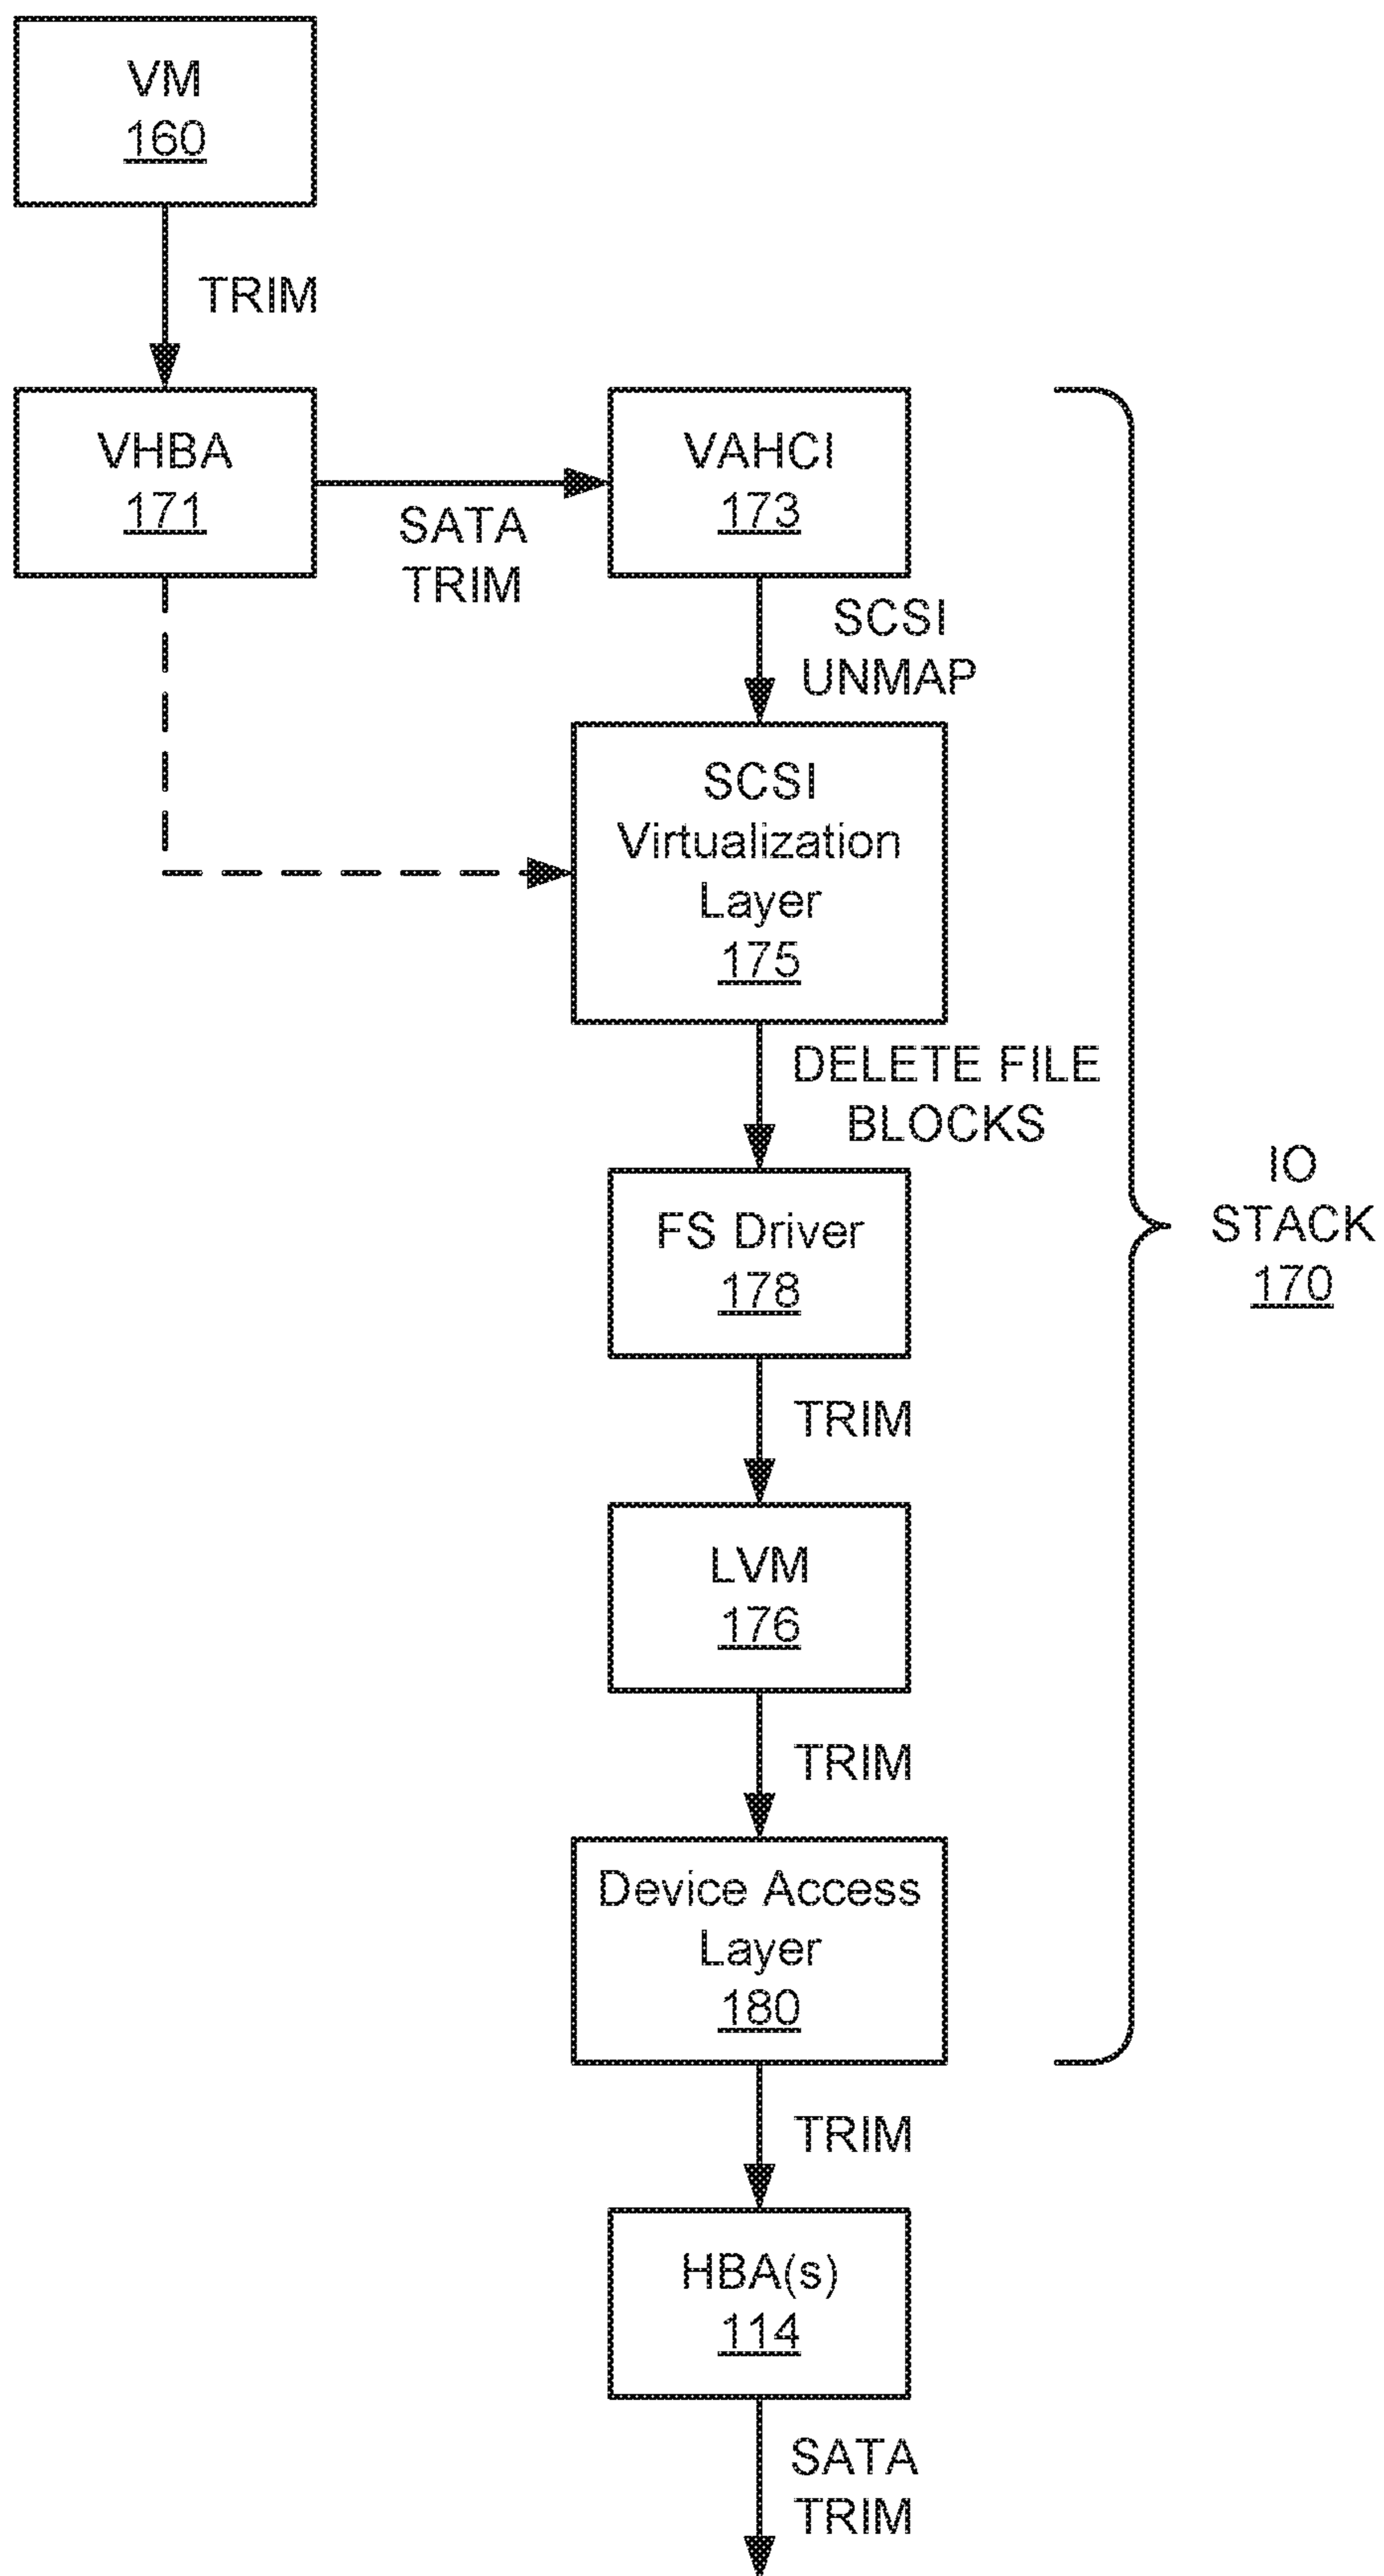 VM
160
TRIM
VHBA
171
SATA
TRIM
VAHCI
173
SCSI
UNMAP
SCSI
Virtualization
Layer
175
DELETE FILE
BLOCKS
FS Driver
178
IO
STACK
170
TRIM
LVM
176
TRIM
Device Access
Layer
180
TRIM
HBA(s)
114
SATA
TRIM